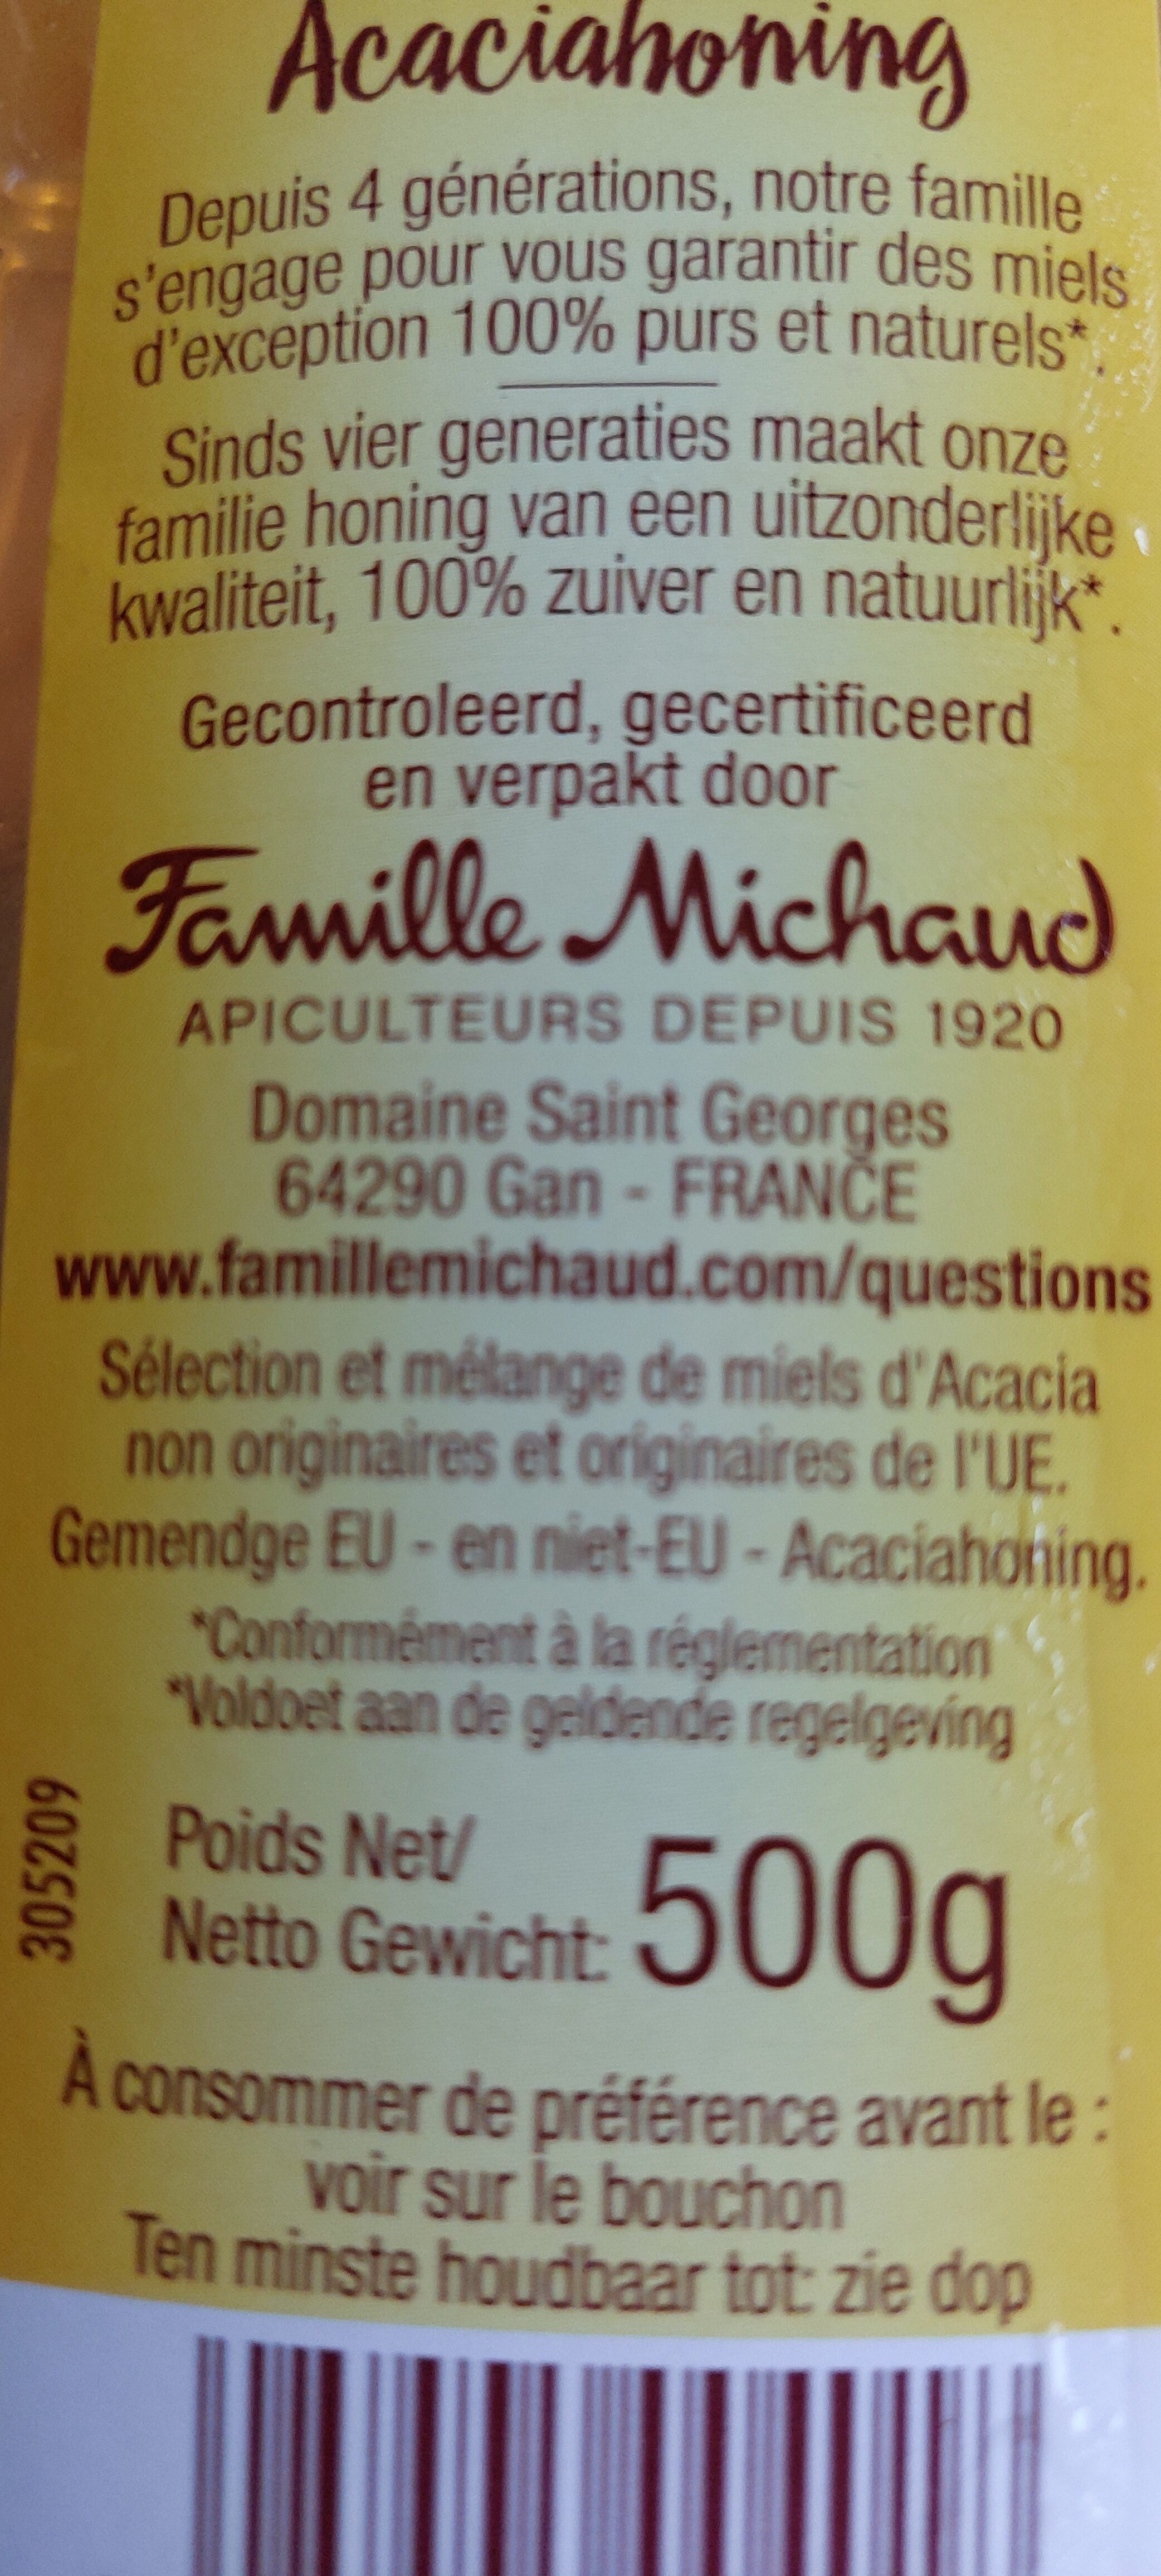 Acaciahoning
Depuis 4 générations, notre famille
s'engage pour vous garantir des miels
d'exception 100% purs et naturels*.
Sinds vier generaties maakt onze
familie honing van een uitzonderlijke
kwaliteit, 100% zuiver en natuurlijk*.
Gecontroleerd, gecertificeerd
en verpakt door
Famille Michaud
APICULTEURS DEPUIS 1920
Domaine Saint Georges
64290 Gan - FRANCE
www.famillemichaud.com/questions
Sélection et mélange de miels d'Acacia
non originaires et originaires de l'UE.
Gemendge EU - en niet-EU - Acaciahoning.
*Conformément à la réglementation
*Voldoet aan de geldende regelgeving
305209
Poids Net/
Netto Gewicht: 500g
À consommer de préférence avant le :
voir sur le bouchon
Ten minste houdbaar tot: zie dop